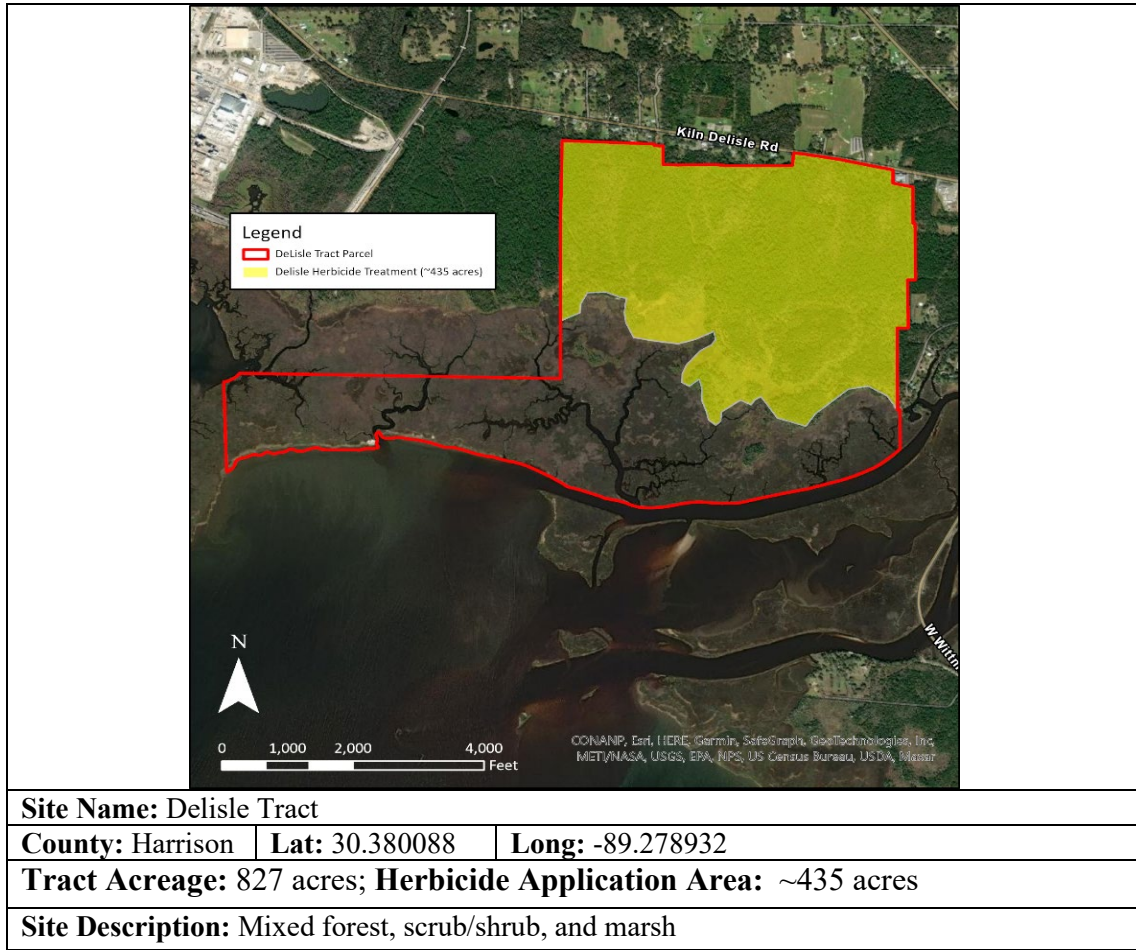 Kiln Delisle Rd
Legend
DeLisle Tract Parcel
Delisle Herbicide Treatment (~435 acres)
W Wittm
N
0 1,000 2,000 4,000
Feet
CONANP, Esri, HERE, Garmin, SafeGraph, GeoTechnologies, Inc,
METI/NASA, USGS, EPA, NPS, US Census Bureau, USDA, Maxar
Site Name: Delisle Tract
County: Harrison Lat: 30.380088 Long: -89.278932
Tract Acreage: 827 acres; Herbicide Application Area: ~435 acres
Site Description: Mixed forest, scrub/shrub, and marsh